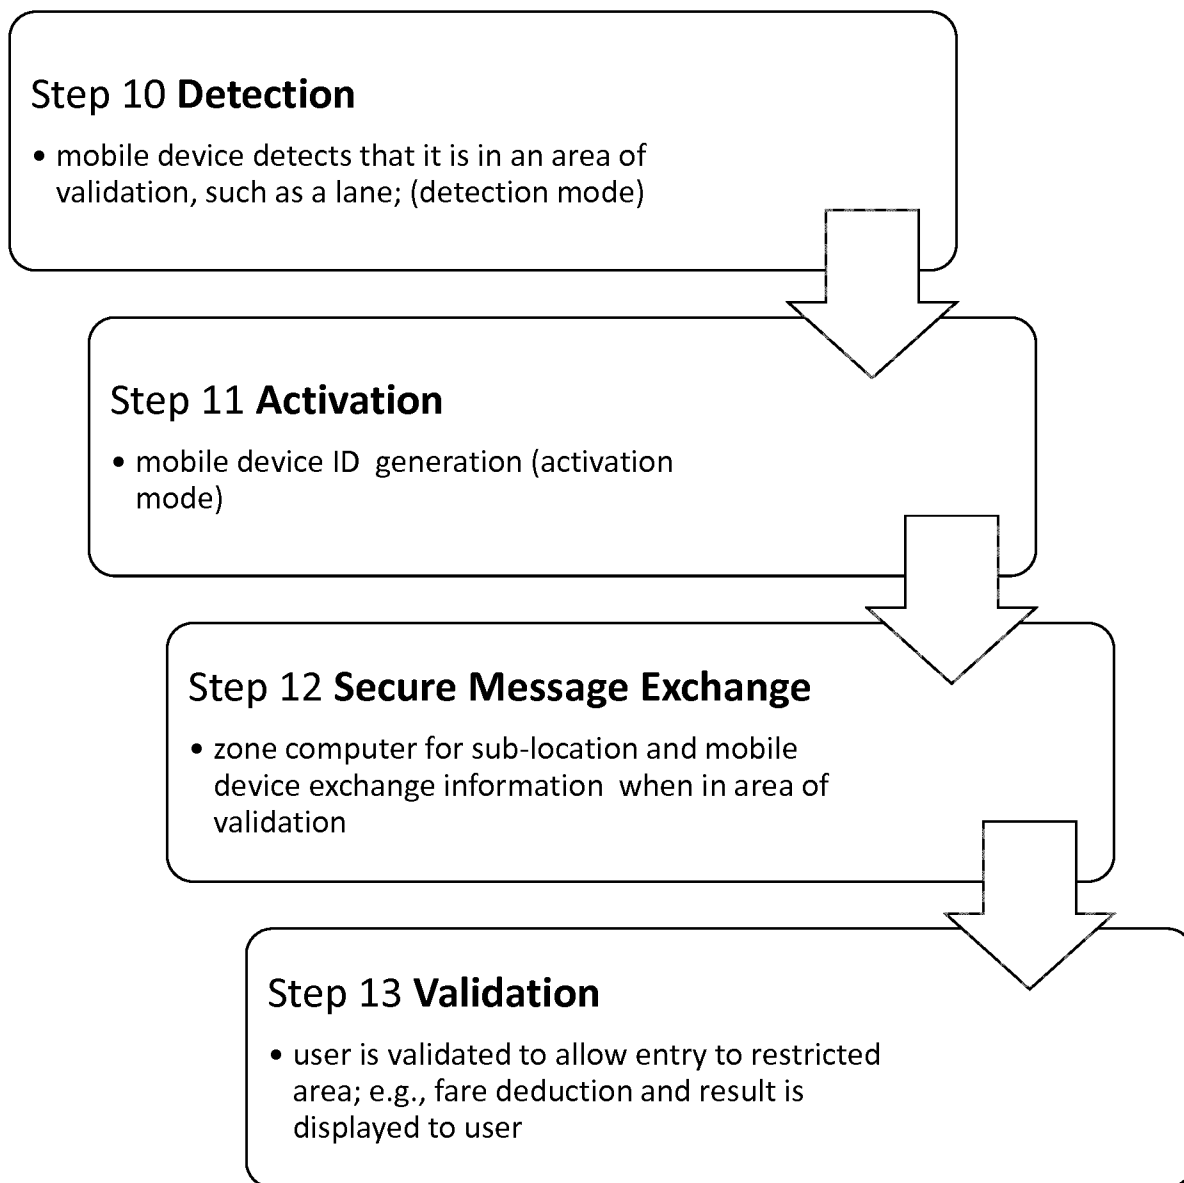 Step 10 Detection
• mobile device detects that it is in an area of
validation, such as a lane; (detection mode)
Step 11 Activation
• mobile device ID  generation (activation
mode)
Step 12 Secure Message Exchange
• zone computer for sub-location and mobile
device exchange information  when in area of
validation
Step 13 Validation
• user is validated to allow entry to restricted
area; e.g., fare deduction and result is
displayed to user